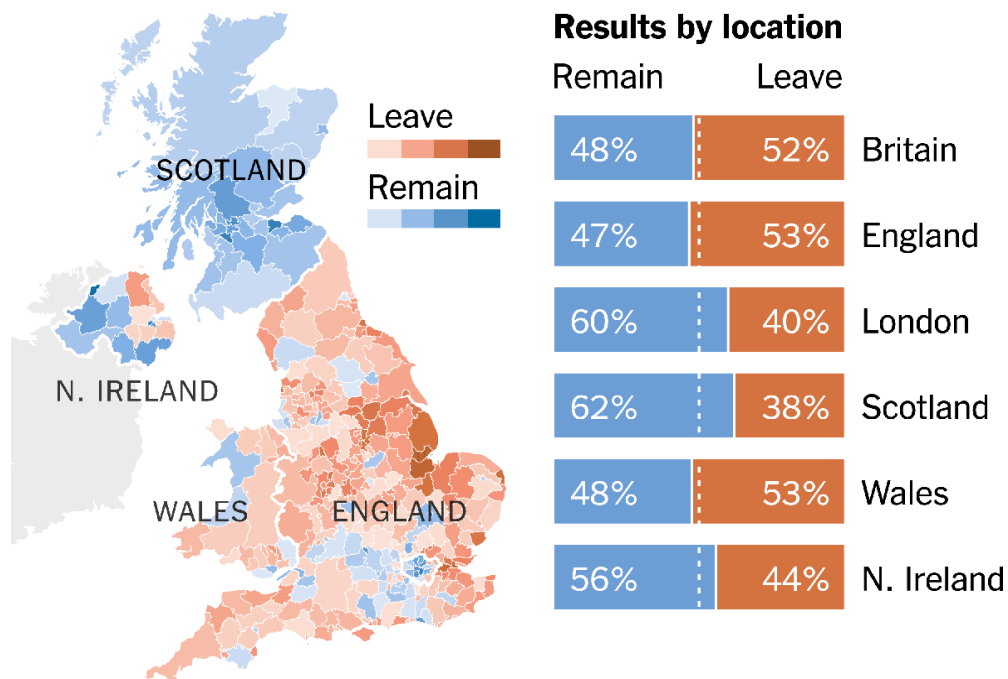 Results by location
Remain Leave
Leave
Remain
SCOTLAND
N. IRELAND
WALES
ENGLAND
48% 52% Britain
47% 53% England
60% 40% London
62% 38% Scotland
48% 53% Wales
56% 44% N. Ireland